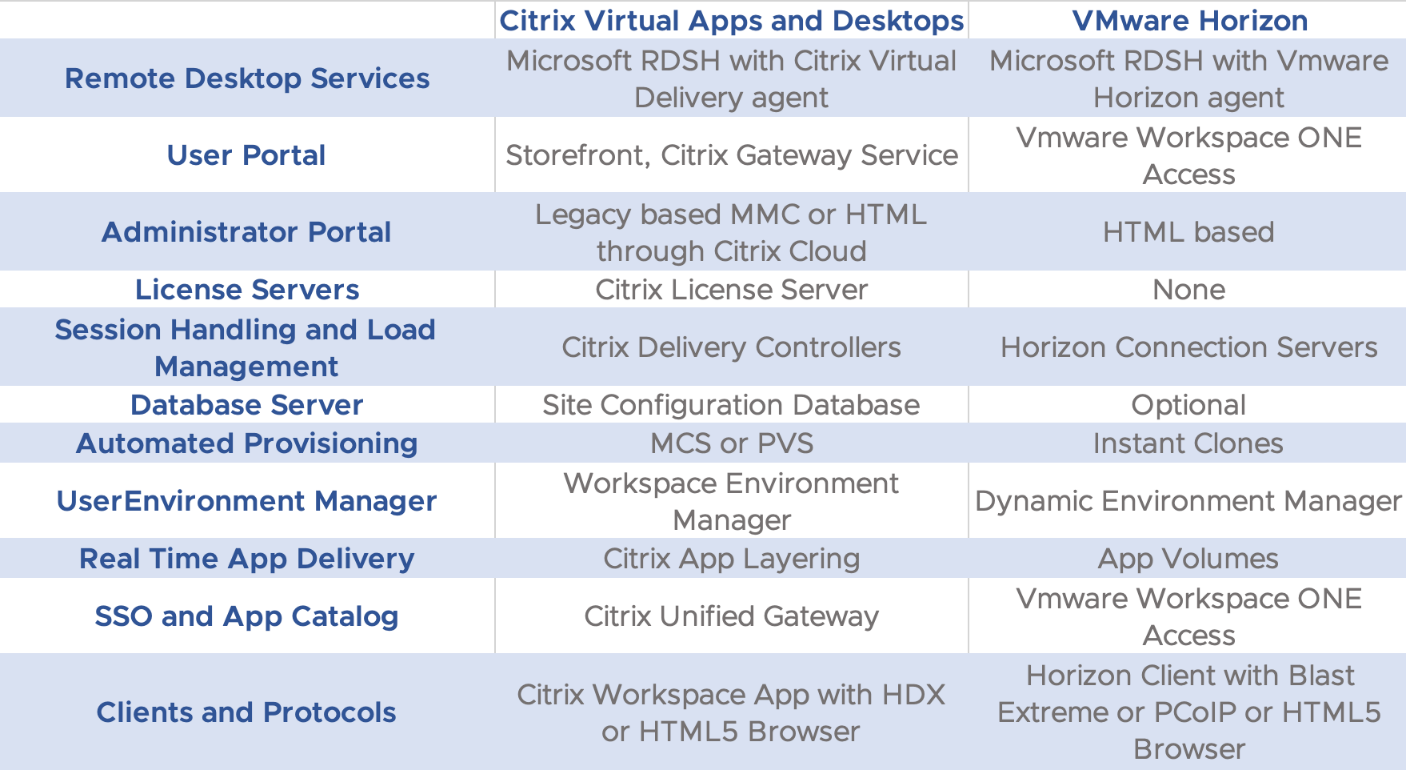 Citrix Virtual Apps and Desktops
VMware Horizon
Remote Desktop Services
Microsoft RDSH with Citrix Virtual
Delivery agent
Microsoft RDSH with Vmware
Horizon agent
User Portal
Storefront, Citrix Gateway Service
Vmware Workspace ONE
Access
Administrator Portal
Legacy based MMC or HTML
through Citrix Cloud
HTML based
License Servers
Citrix License Server
None
Session Handling and Load
Management
Citrix Delivery Controllers
Horizon Connection Servers
Database Server
Site Configuration Database
Optional
Automated Provisioning
MCS or PVS
Instant Clones
UserEnvironment Manager
Workspace Environment
Manager
Dynamic Environment Manager
Real Time App Delivery
Citrix App Layering
App Volumes
SSO and App Catalog
Citrix Unified Gateway
Vmware Workspace ONE
Access
Clients and Protocols
Citrix Workspace App with HDX
or HTML5 Browser
Horizon Client with Blast
Extreme or PCoIP or HTML5
Browser